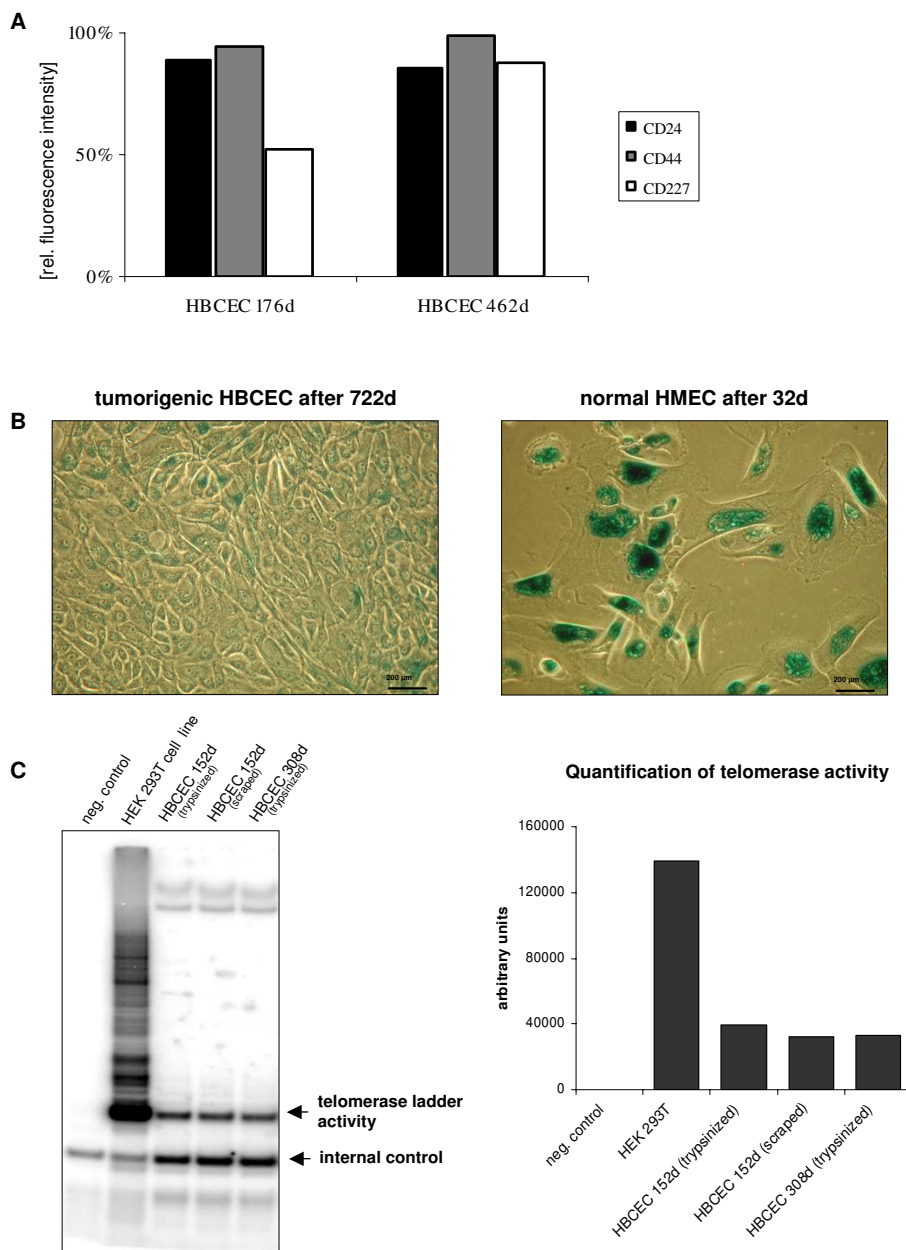 A
[rel. fluorescence intensity]
100%
50%
0%
HBCEC 176d
HBCEC 462d
CD24
CD44
CD227
tumorigenic HBCEC after 722d
normal HMEC after 32d
B
200 µm
200 µm
C
neg. control
HEK 293T cell line
HBCEC 152d
(trypsinized)
HBCEC 152d
(scraped)
HBCEC 308d
(trypsinized)
telomerase ladder
activity
internal control
Quantification of telomerase activity
arbitrary units
160000
120000
80000
40000
0
neg. control
HEK 293T
HBCEC 152d (trypsinized)
HBCEC 152d (scraped)
HBCEC 308d (trypsinized)